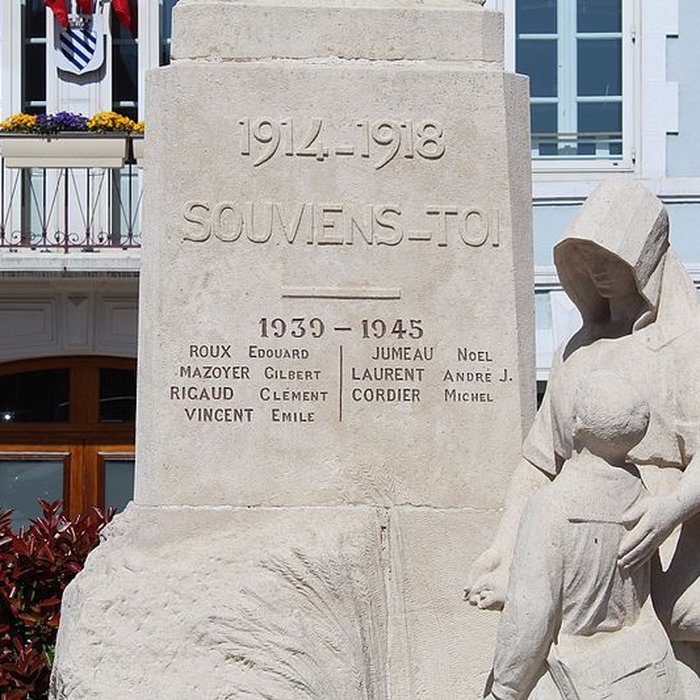 1914-1918
SOUVIENS-TOI
1939-1945
ROUX EDOUARD
MAZOYER GILBERT
RIGAUD CLÉMENT
VINCENT EMILE
JUMEAU NOEL
LAURENT ANDRÉ J.
CORDIER MICHEL